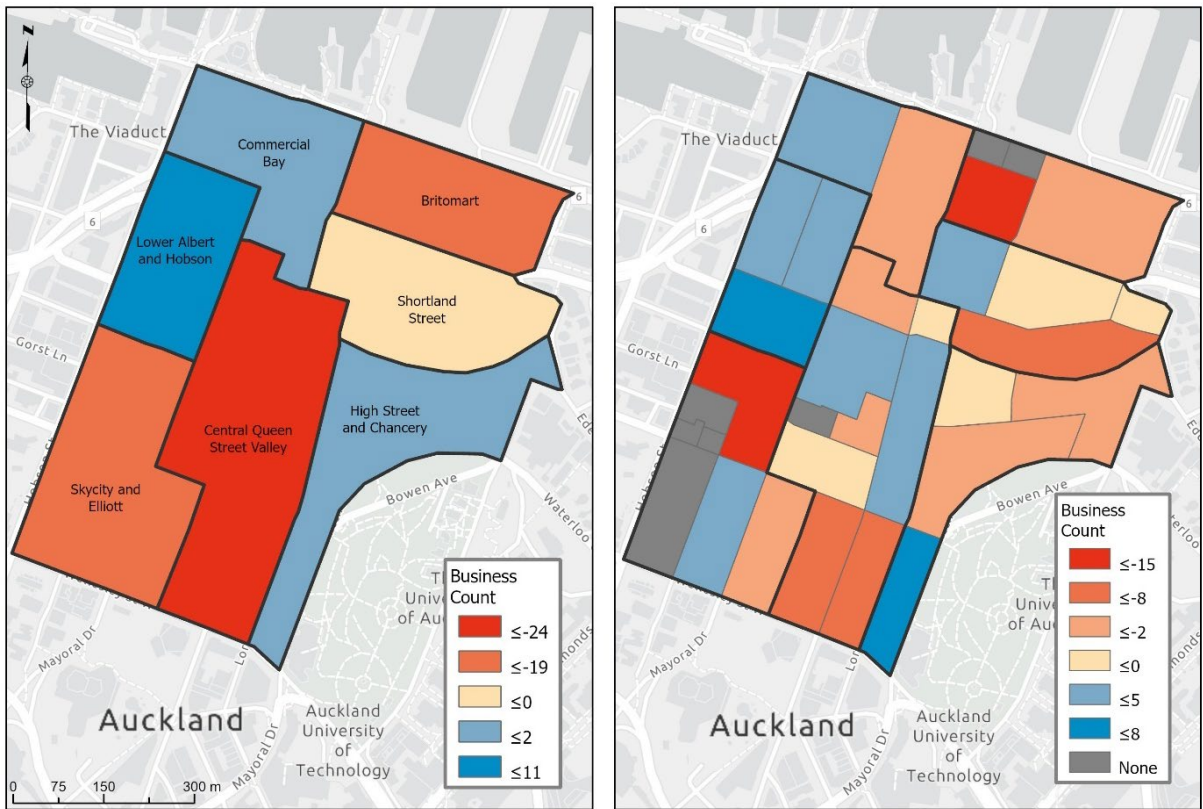 N
The Viaduct
Commercial
Bay
Britomart
6
6
Lower Albert
and Hobson
Shortland
Street
Gorst Ln
High Street
and Chancery
Central Queen
Street Valley
Skycity and
Elliott
Bowen Ave
Waterloo
Mayoral Dr
Mayoral Dr
Auckland
Auckland
University
of
Technology
Business
Count
≤-24
≤-19
≤0
≤2
≤11
0 75 150 300 m
The Viaduct
6
6
Gorst Ln
Bowen Ave
Mayoral Dr
Mayoral Dr
Auckland
Auckland
University
of
Technology
Business
Count
≤-15
≤-8
≤-2
≤0
≤5
≤8
None